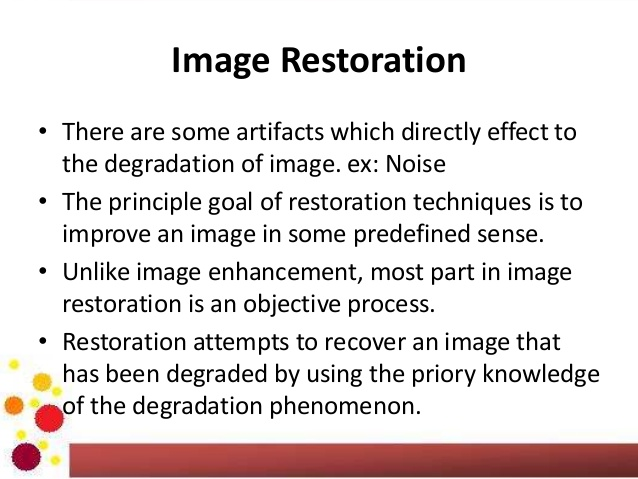 Image Restoration
• There are some artifacts which directly effect to
the degradation of image. ex: Noise
• The principle goal of restoration techniques is to
improve an image in some predefined sense.
• Unlike image enhancement, most part in image
restoration is an objective process.
• Restoration attempts to recover an image that
has been degraded by using the priory knowledge
of the degradation phenomenon.